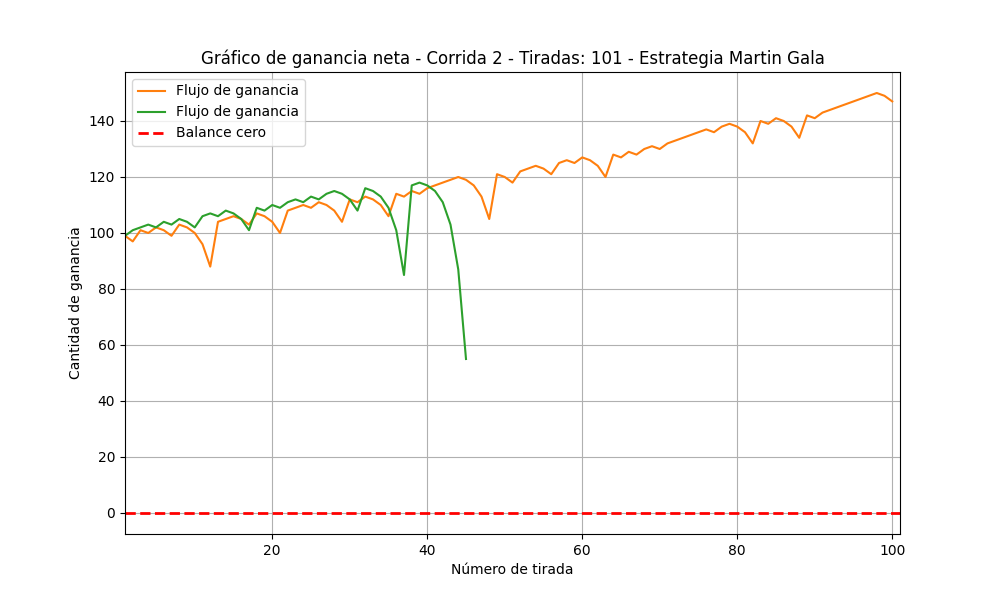 Gráfico de ganancia neta - Corrida 2 - Tiradas: 101 - Estrategia Martin Gala
Flujo de ganancia
Flujo de ganancia
Balance cero
Cantidad de ganancia
140
120
100
80
60
40
20
0
20 40 60 80 100
Número de tirada